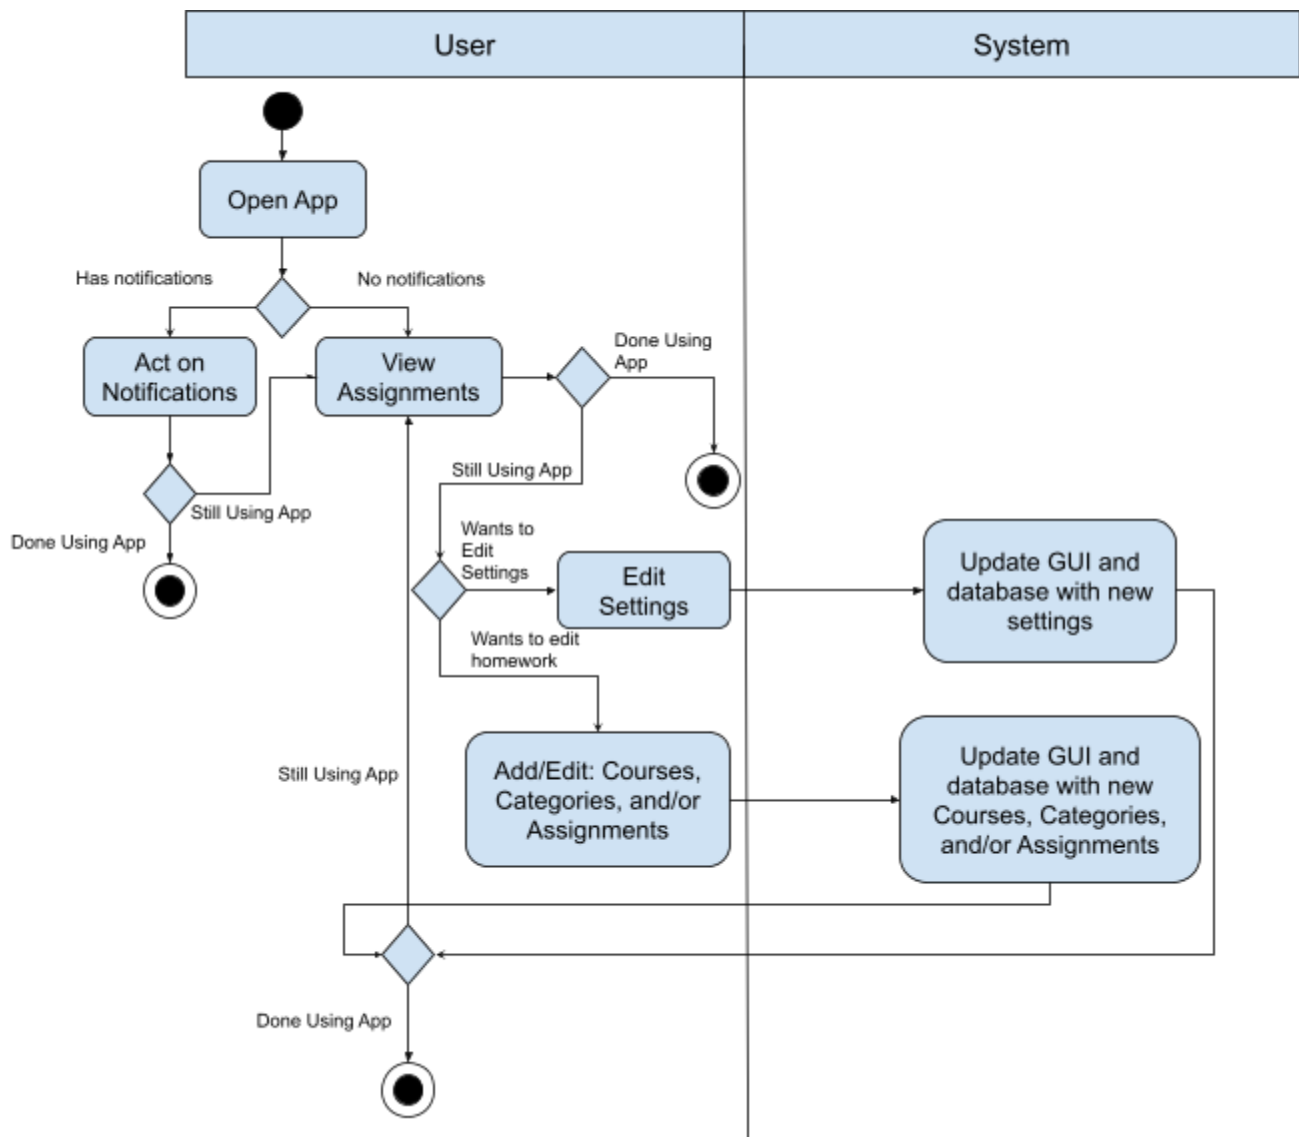 User
System
Open App
Has notifications
No notifications
Act on
Notifications
View
Assignments
Done Using
App
Still Using App
Still Using App
Done Using App
Wants to
Edit
Settings
Edit
Settings
Update GUI and
database with new
settings
Wants to edit
homework
Add/Edit: Courses,
Categories, and/or
Assignments
Update GUI and
database with new
Courses, Categories,
and/or Assignments
Still Using App
Done Using App